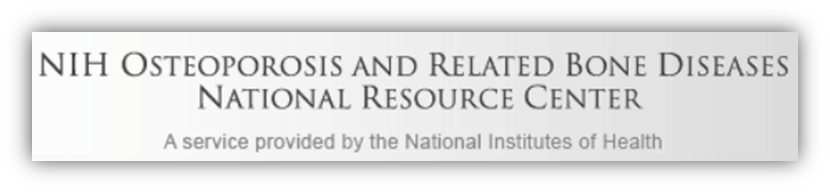 NIH OSTEOPOROSIS AND RELATED BONE DISEASES
NATIONAL RESOURCE CENTER
A service provided by the National Institutes of Health